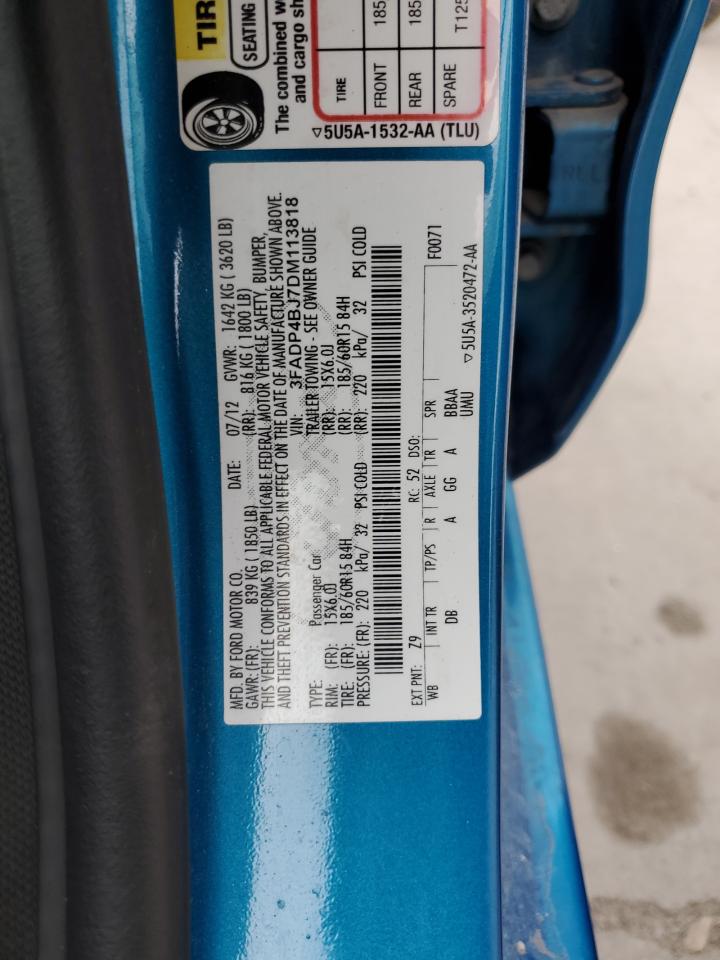 TIR
SEATING
The combined w
and cargo sh
TIRE
FRONT 185
REAR 185
SPARE T125
5U5A-1532-AA (TLU)
MFD. BY FORD MOTOR CO. DATE: 07/12 GVWR: 1642 KG ( 3620 LB)
GAWR: (FR): 839 KG ( 1850 LB) (RR): 816 KG ( 1800 LB)
THIS VEHICLE CONFORMS TO ALL APPLICABLE FEDERAL MOTOR VEHICLE SAFETY, BUMPER,
AND THEFT PREVENTION STANDARDS IN EFFECT ON THE DATE OF MANUFACTURE SHOWN ABOVE.
VIN: 3FADP4BJ7DM113818
TYPE: Passenger Car TRAILER TOWING - SEE OWNER GUIDE
RIM: (FR): 15X6.0J (RR): 15X6.0J
TIRE: (FR): 185/60R15 84H (RR): 185/60R15 84H
PRESSURE: (FR): 220 kPa/ 32 PSI COLD (RR): 220 kPa/ 32 PSI COLD
EXT PNT: Z9 RC: 52 DSO: F0071
WB INT TR TP/PS R AXLE TR SPR
DB A GG A BBAA
UMU
5U5A-3520472-AA